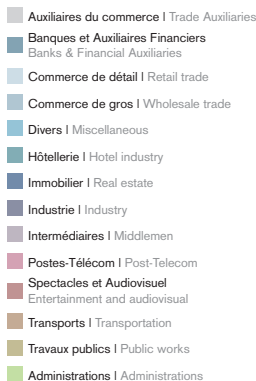 Auxiliaires du commerce | Trade Auxiliaries
Banques et Auxiliaires Financiers
Banks & Financial Auxiliaries
Commerce de détail | Retail trade
Commerce de gros | Wholesale trade
Divers | Miscellaneous
Hôtellerie | Hotel industry
Immobilier | Real estate
Industrie | Industry
Intermédiaires | Middlemen
Postes-Télécom | Post-Telecom
Spectacles et Audiovisuel
Entertainment and audiovisual
Transports | Transportation
Travaux publics | Public works
Administrations | Administrations